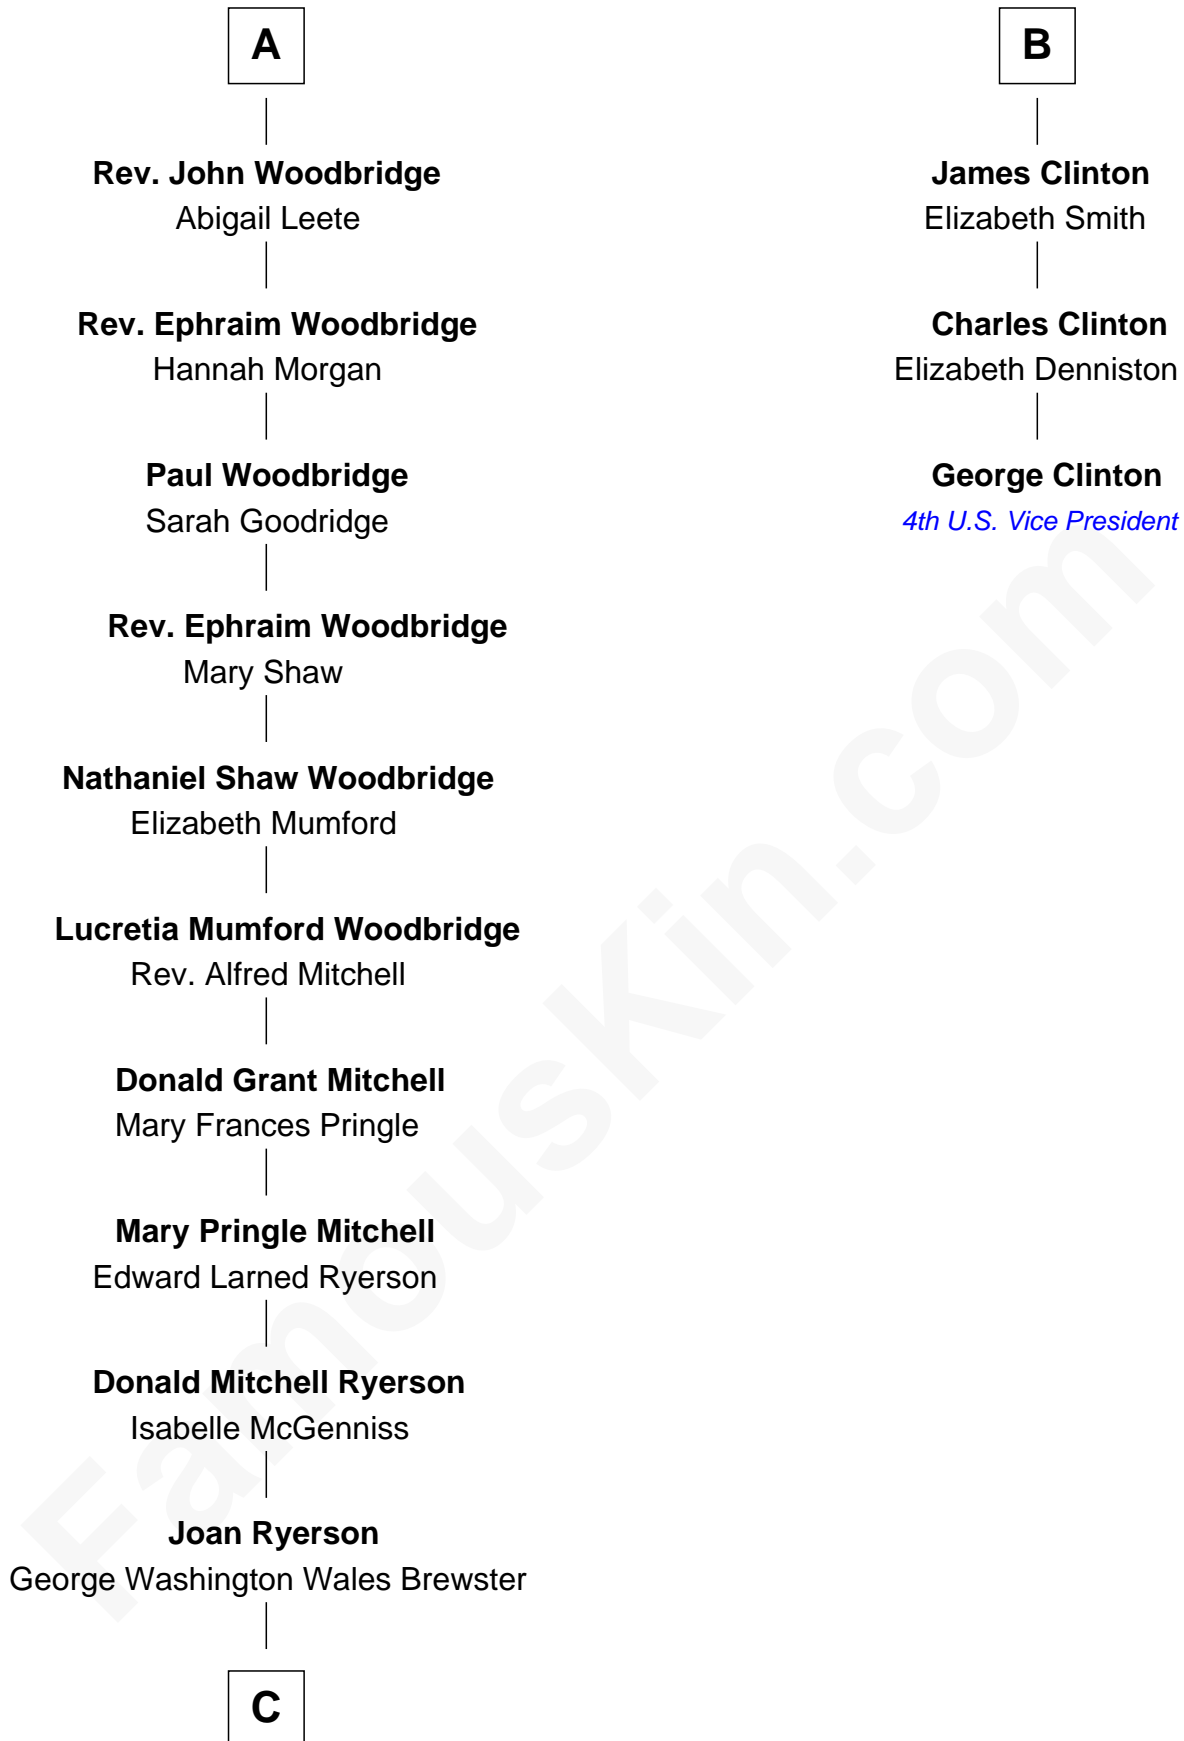 A
Rev. John Woodbridge
Abigail Leete
Rev. Ephraim Woodbridge
Hannah Morgan
Paul Woodbridge
Sarah Goodridge
Rev. Ephraim Woodbridge
Mary Shaw
Nathaniel Shaw Woodbridge
Elizabeth Mumford
Lucretia Mumford Woodbridge
Rev. Alfred Mitchell
Donald Grant Mitchell
Mary Frances Pringle
Mary Pringle Mitchell
Edward Larned Ryerson
Donald Mitchell Ryerson
Isabelle McGenniss
Joan Ryerson
George Washington Wales Brewster
C
B
James Clinton
Elizabeth Smith
Charles Clinton
Elizabeth Denniston
George Clinton
4th U.S. Vice President
FamousKin.com